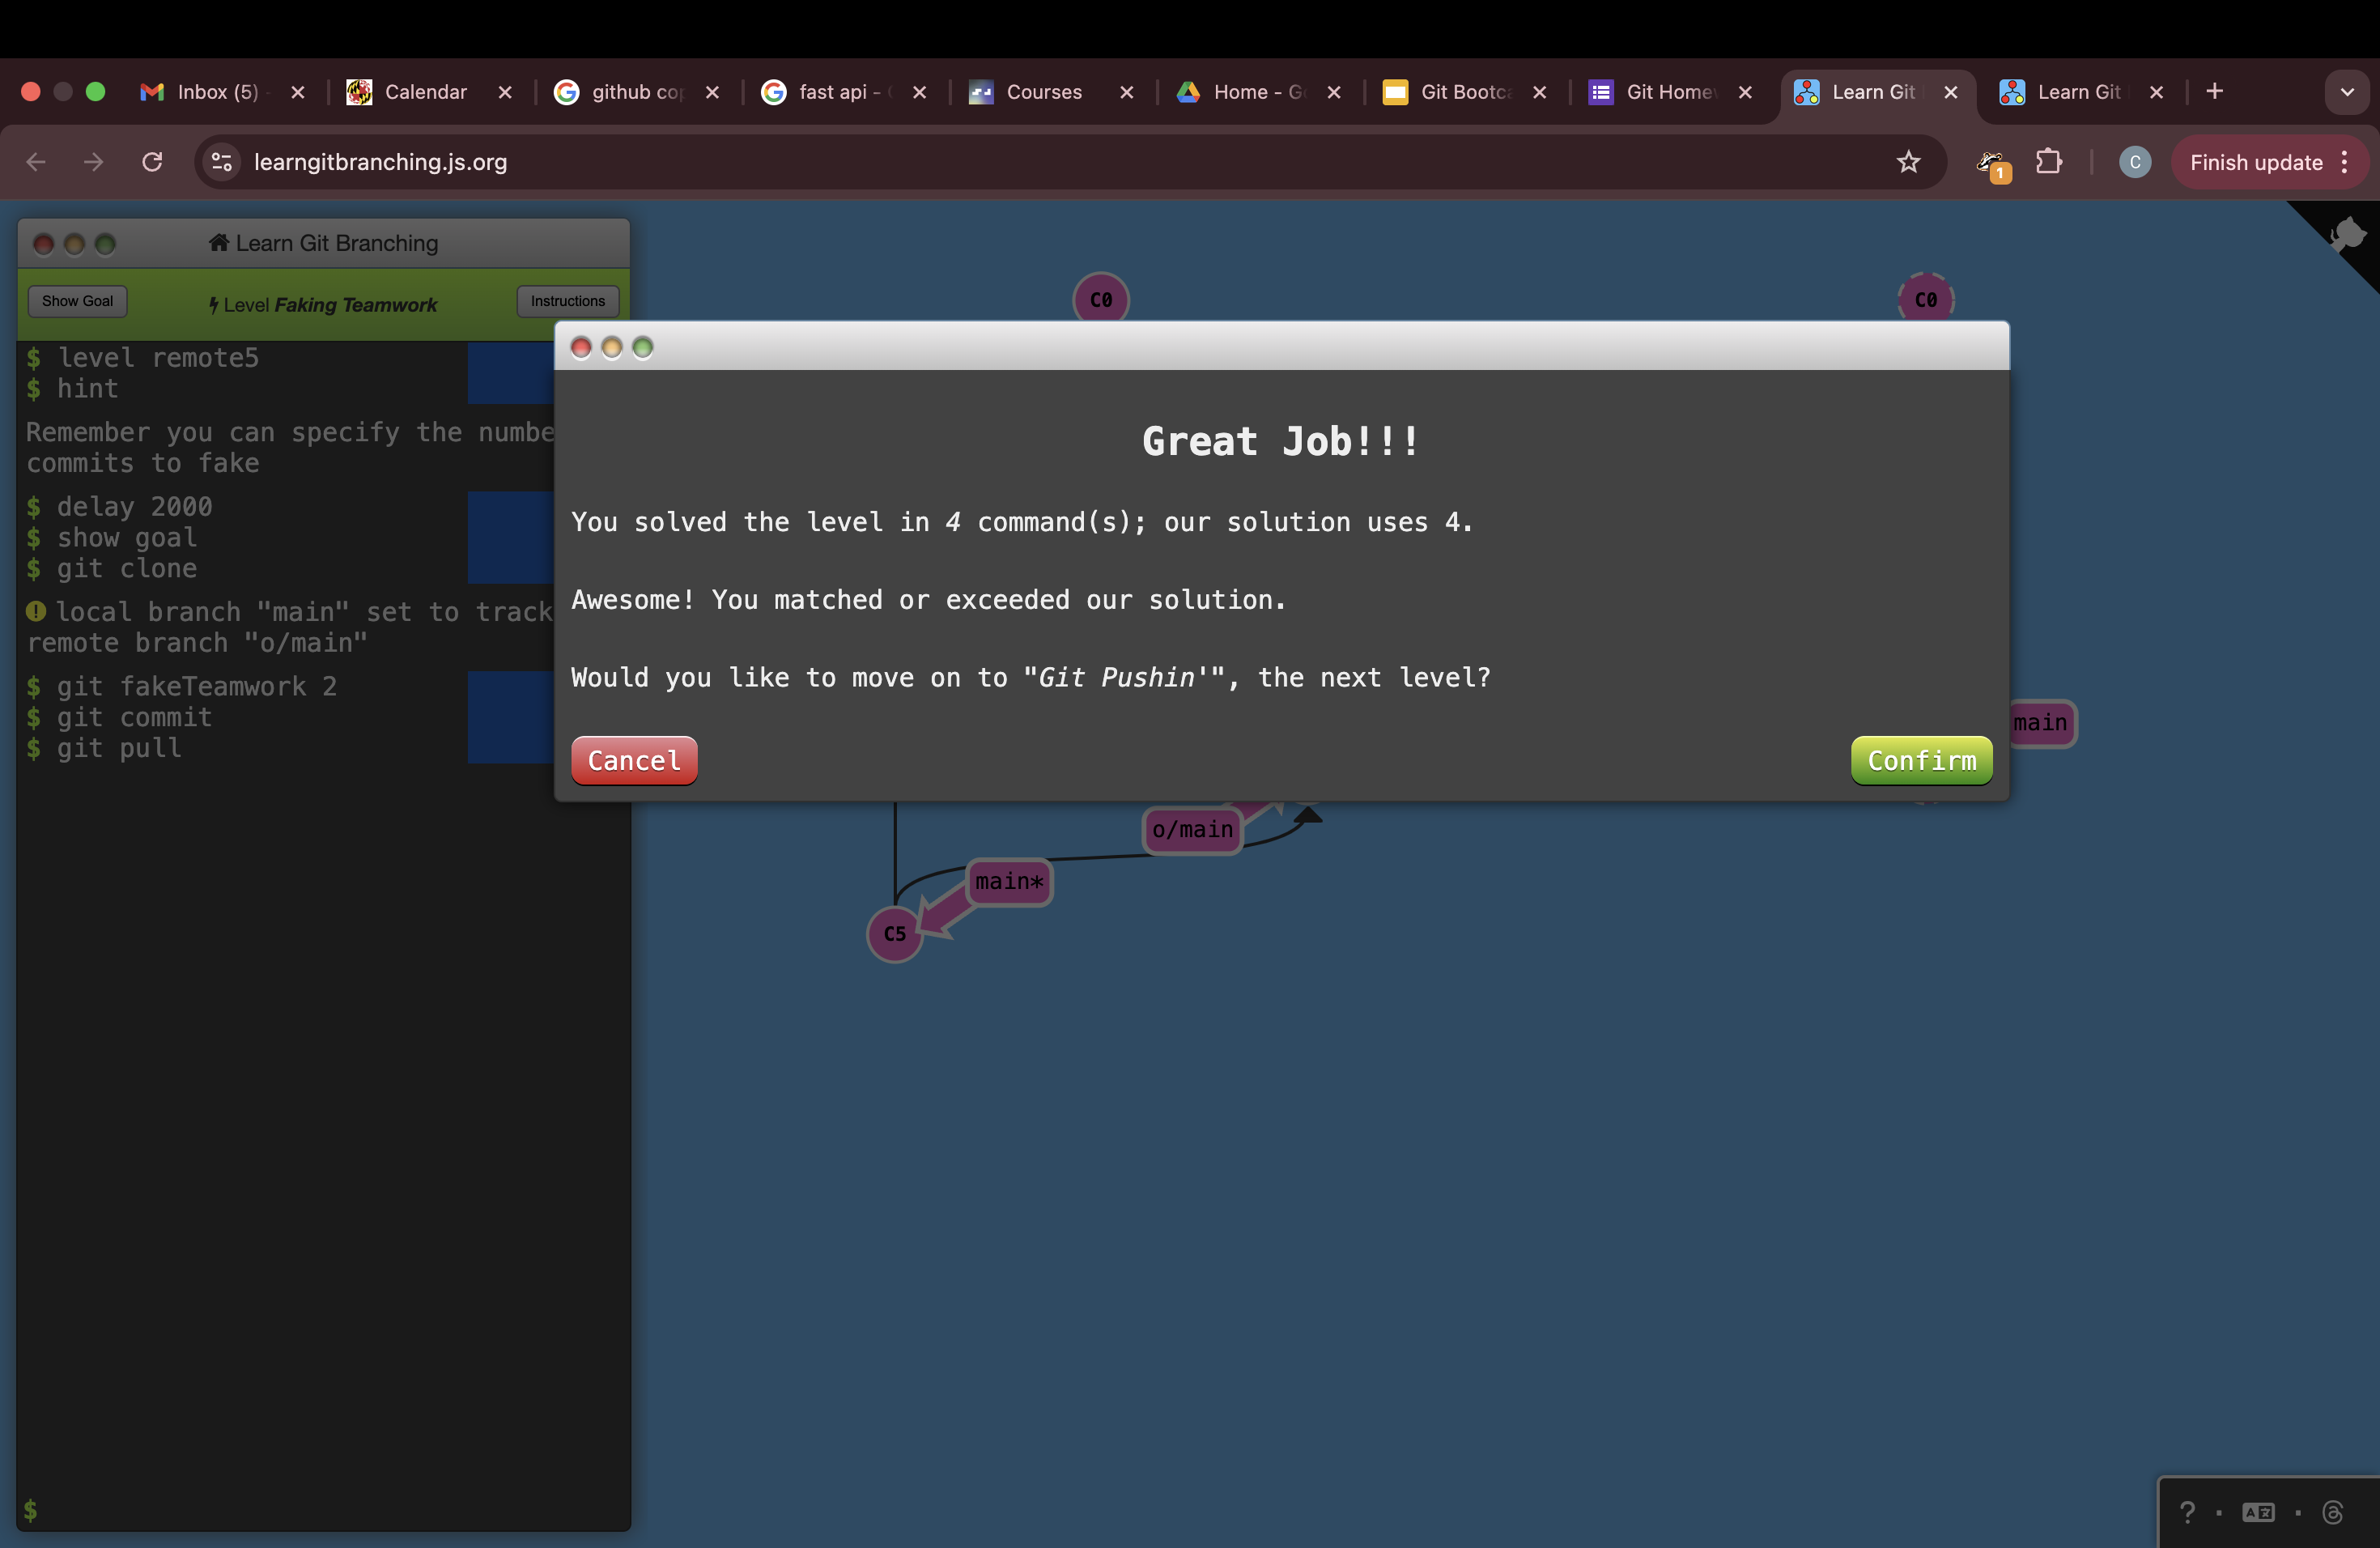 Inbox (5)
Calendar
github cop
fast api -
Courses
Home - Go
Git Bootca
Git Homew
Learn Git
Learn Git
learngitbranching.js.org
1
C
Finish update
Learn Git Branching
Show Goal
Level Faking Teamwork
Instructions
$ level remote5
$ hint
Remember you can specify the numbe
commits to fake
$ delay 2000
$ show goal
$ git clone
local branch "main" set to track
remote branch "o/main"
$ git fakeTeamwork 2
$ git commit
$ git pull
$
C0
C0
Great Job!!!
You solved the level in 4 command(s); our solution uses 4.
Awesome! You matched or exceeded our solution.
Would you like to move on to "Git Pushin'", the next level?
Cancel
Confirm
main
o/main
main*
C5
?